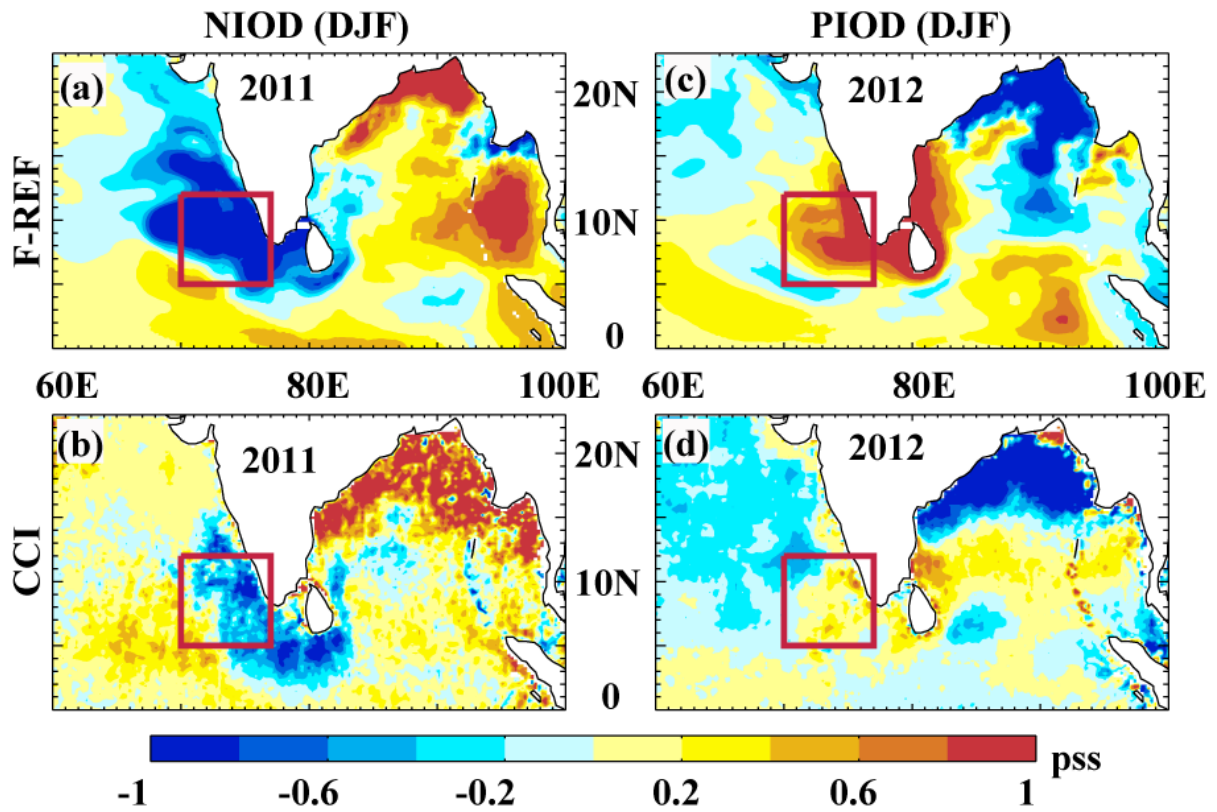 NIOD (DJF) PIOD (DJF)
(a) 2011 20N (c) 2012
F-REF 10N
0
60E 80E 100E 60E 80E 100E
(b) 2011 20N (d) 2012
CCI 10N
0
-1 -0.6 -0.2 0.2 0.6 1 pss